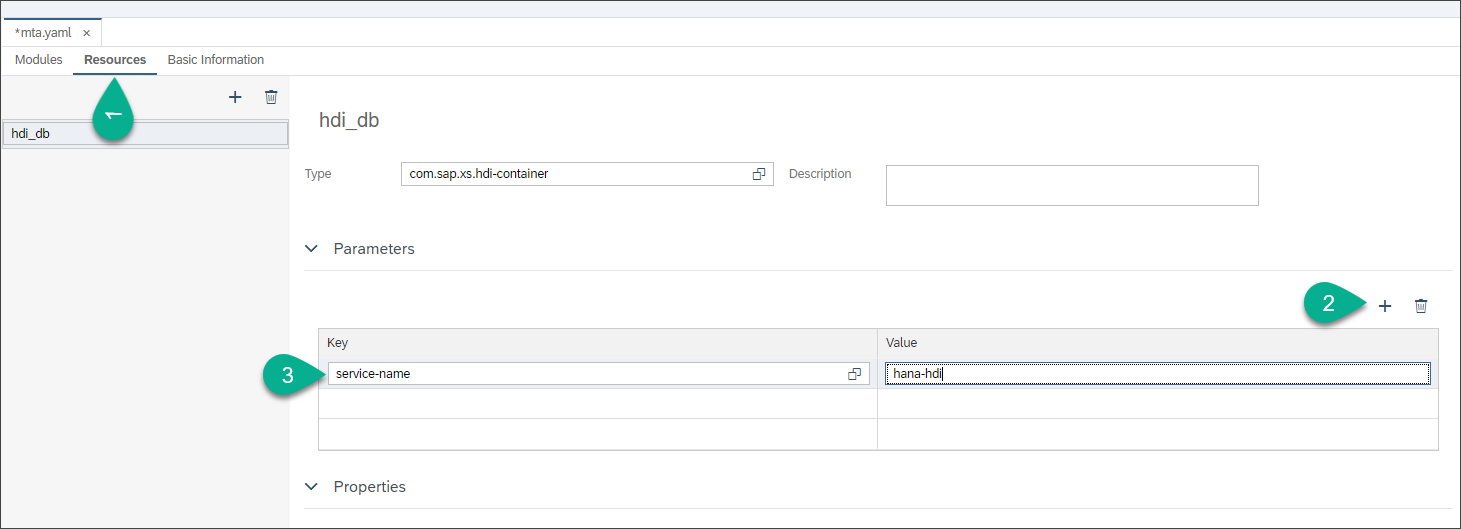 *mta.yaml ×
Modules Resources Basic Information
1
hdi_db
hdi_db
Type com.sap.xs.hdi-container Description
Parameters
2
Key Value
3 service-name hana-hdi
Properties